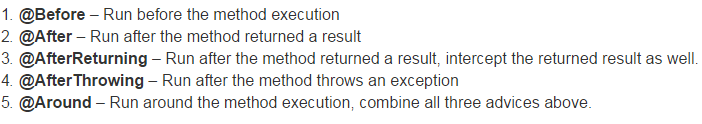 1. @Before – Run before the method execution
2. @After – Run after the method returned a result
3. @AfterReturning – Run after the method returned a result, intercept the returned result as well.
4. @AfterThrowing – Run after the method throws an exception
5. @Around – Run around the method execution, combine all three advices above.